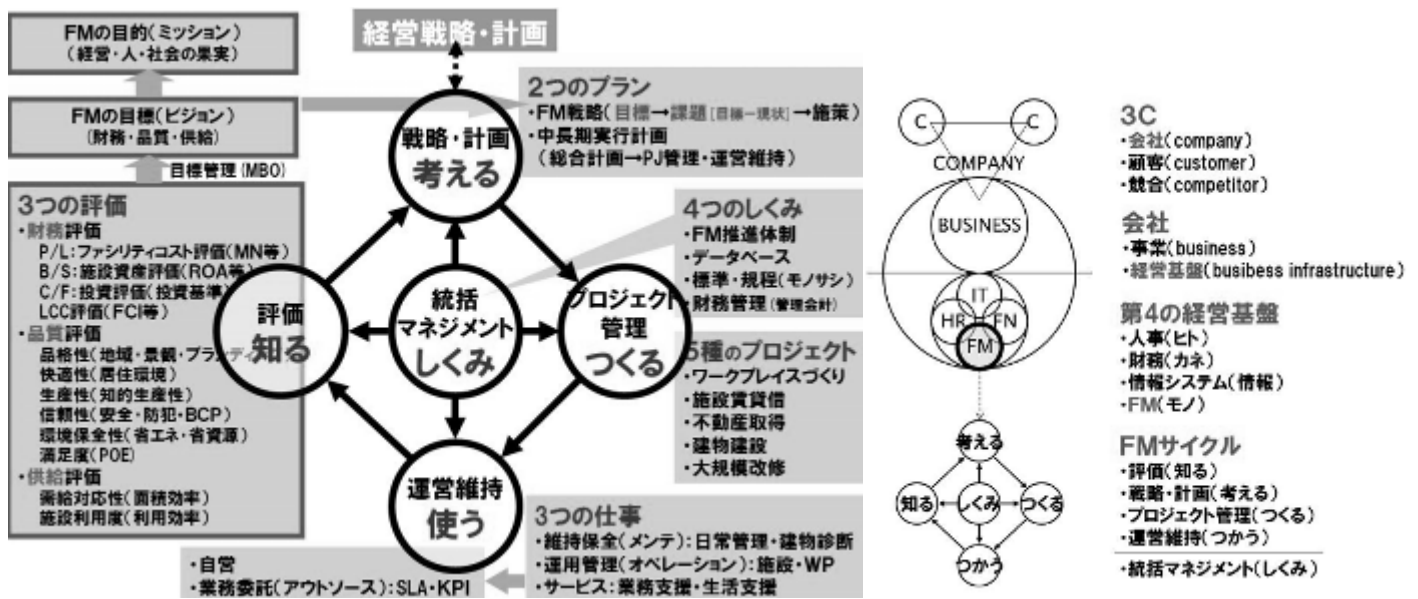 FMの目的(ミッション)
(経営・人・社会の果実)
FMの目標(ビジョン)
(財務・品質・供給)
目標管理(MBO)
3つの評価
・財務評価
P/L:ファシリティコスト評価(MN等)
B/S:施設資産評価(ROA等)
C/F:投資評価(投資基準)
LCC評価(FCI等)
・品質評価
品格性(地域・景観・ブランディ
快適性(居住環境)
生産性(知的生産性)
信頼性(安全・防犯・BCP)
環境保全性(省エネ・省資源)
満足度(POE)
・供給評価
需給対応性(面積効率)
施設利用度(利用効率)
経営戦略・計画
戦略・計画
考える
評価
知る
統括
マネジメント
しくみ
プロジェクト
管理
つくる
運営維持
使う
2つのプラン
・FM戦略(目標→課題[目標−現状]→施策)
・中長期実行計画
(総合計画→PJ管理・運営維持)
4つのしくみ
・FM推進体制
・データベース
・標準・規程(モノサシ)
・財務管理(管理会計)
5種のプロジェクト
・ワークプレイスづくり
・施設賃貸借
・不動産取得
・建物建設
・大規模改修
3つの仕事
・維持保全(メンテ):日常管理・建物診断
・運用管理(オペレーション):施設・WP
・サービス:業務支援・生活支援
・自営
・業務委託(アウトソース):SLA・KPI
C
C
COMPANY
BUSINESS
IT
HR
FN
FM
考える
知る
しくみ
つくる
つかう
3C
・会社(company)
・顧客(customer)
・競合(competitor)
会社
・事業(business)
・経営基盤(busibess infrastructure)
第4の経営基盤
・人事(ヒト)
・財務(カネ)
・情報システム(情報)
・FM(モノ)
FMサイクル
・評価(知る)
・戦略・計画(考える)
・プロジェクト管理(つくる)
・運営維持(つかう)
・統括マネジメント(しくみ)